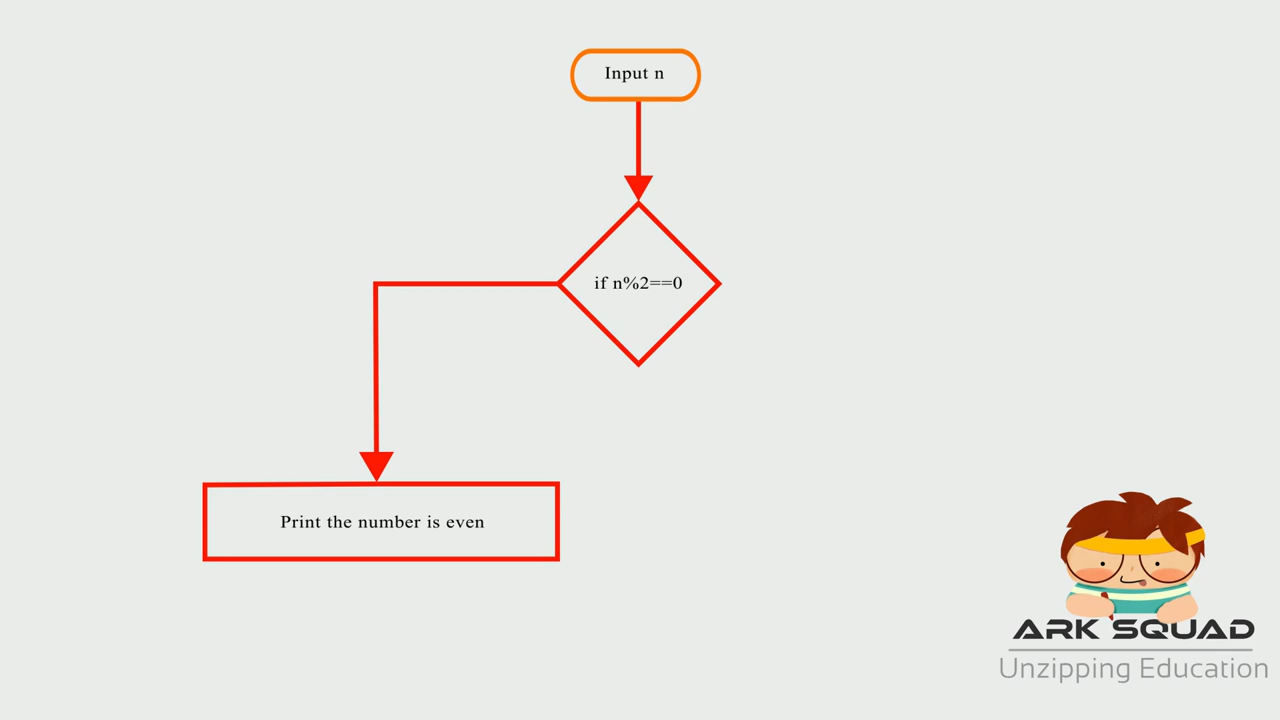 Input n
if n%2==0
Print the number is even
ARK SQUAD
Unzipping Education